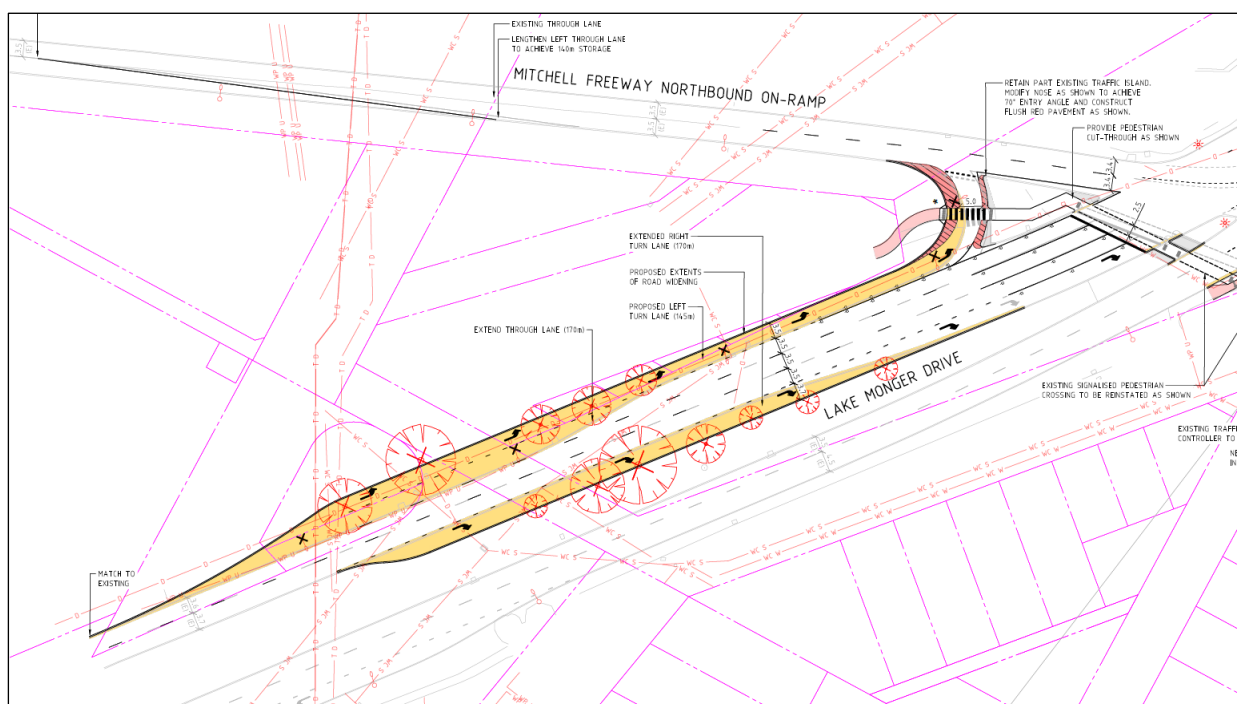 EXISTING THROUGH LANE
LENGTHEN LEFT THROUGH LANE
TO ACHIEVE 140m STORAGE
MITCHELL FREEWAY NORTHBOUND ON-RAMP
RETAIN PART EXISTING TRAFFIC ISLAND.
MODIFY NOSE AS SHOWN TO ACHIEVE
70° ENTRY ANGLE AND CONSTRUCT
FLUSH RED PAVEMENT AS SHOWN.
PROVIDE PEDESTRIAN
CUT-THROUGH AS SHOWN
5.0
EXTENDED RIGHT
TURN LANE (170m)
PROPOSED EXTENTS
OF ROAD WIDENING
PROPOSED LEFT
TURN LANE (145m)
EXTEND THROUGH LANE (170m)
LAKE MONGER DRIVE
EXISTING SIGNALISED PEDESTRIAN
CROSSING TO BE REINSTATED AS SHOWN
EXISTING TRAFFI
CONTROLLER TO
NE
IN
MATCH TO
EXISTING